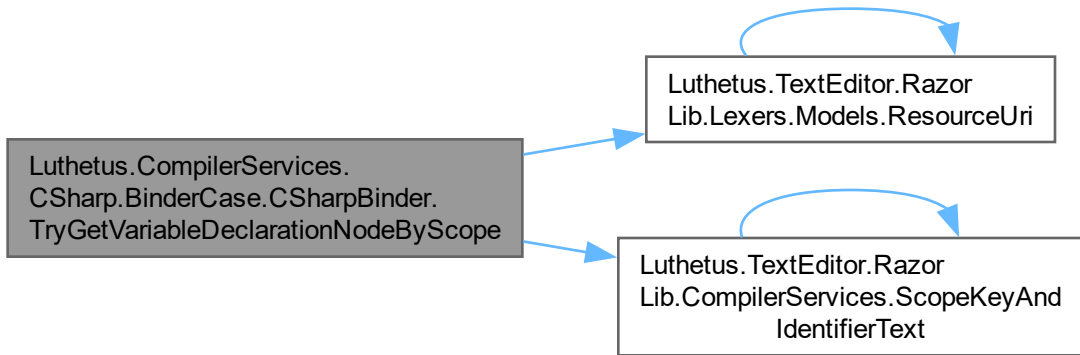 Luthetus.TextEditor.Razor
Lib.Lexers.Models.ResourceUri
Luthetus.CompilerServices.
CSharp.BinderCase.CSharpBinder.
TryGetVariableDeclarationNodeByScope
Luthetus.TextEditor.Razor
Lib.CompilerServices.ScopeKeyAnd
IdentifierText